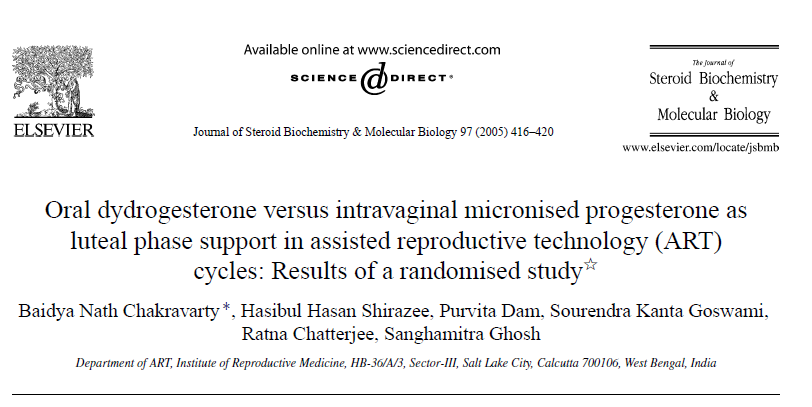 Available online at www.sciencedirect.com
SCIENCE DIRECT®
ELSEVIER
Journal of Steroid Biochemistry & Molecular Biology 97 (2005) 416–420
The Journal of
Steroid Biochemistry
&
Molecular Biology
www.elsevier.com/locate/jsbmb
Oral dydrogesterone versus intravaginal micronised progesterone as
luteal phase support in assisted reproductive technology (ART)
cycles: Results of a randomised study☆
Baidya Nath Chakravarty*, Hasibul Hasan Shirazee, Purvita Dam, Sourendra Kanta Goswami,
Ratna Chatterjee, Sanghamitra Ghosh
Department of ART, Institute of Reproductive Medicine, HB-36/A/3, Sector-III, Salt Lake City, Calcutta 700106, West Bengal, India